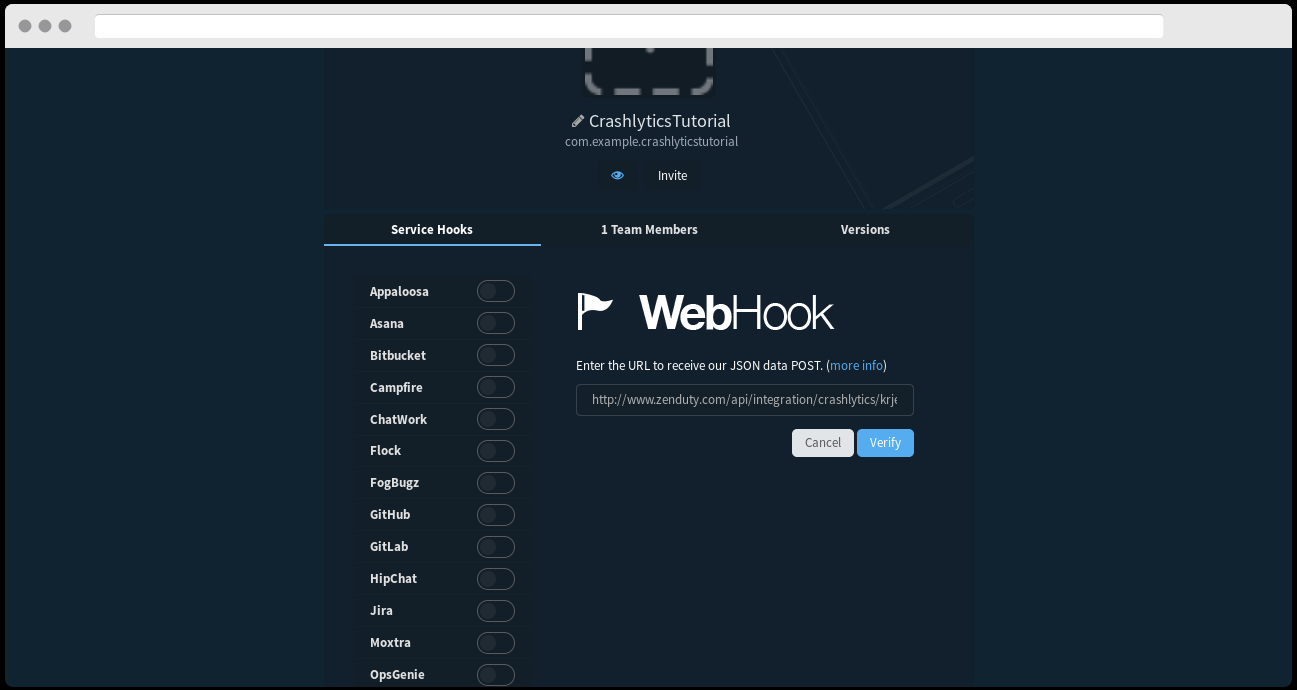 CrashlyticsTutorial
com.example.crashlyticstutorial
Invite
Service Hooks
1 Team Members
Versions
Appaloosa
Asana
Bitbucket
Campfire
ChatWork
Flock
FogBugz
GitHub
GitLab
HipChat
Jira
Moxtra
OpsGenie
WebHook
Enter the URL to receive our JSON data POST. (more info)
http://www.zenduty.com/api/integration/crashlytics/krje
Cancel
Verify